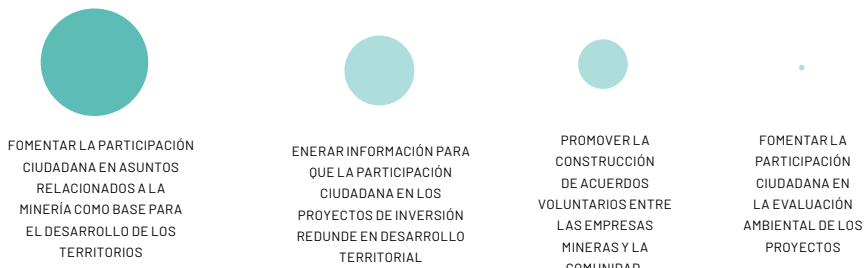 FOMENTAR LA PARTICIPACIÓN
CIUDADANA EN ASUNTOS
RELACIONADOS A LA
MINERÍA COMO BASE PARA
EL DESARROLLO DE LOS
TERRITORIOS
ENERAR INFORMACIÓN PARA
QUE LA PARTICIPACIÓN
CIUDADANA EN LOS
PROYECTOS DE INVERSIÓN
REDUNDE EN DESARROLLO
TERRITORIAL
PROMOVER LA
CONSTRUCCIÓN
DE ACUERDOS
VOLUNTARIOS ENTRE
LAS EMPRESAS
MINERAS Y LA
FOMENTAR LA
PARTICIPACIÓN
CIUDADANA EN
LA EVALUACIÓN
AMBIENTAL DE LOS
PROYECTOS